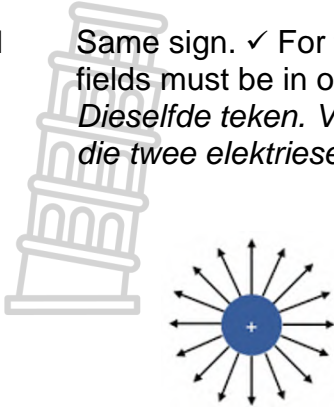 Same sign. ✓ For
fields must be in o
Dieselfde teken. V
die twee elektriese
+